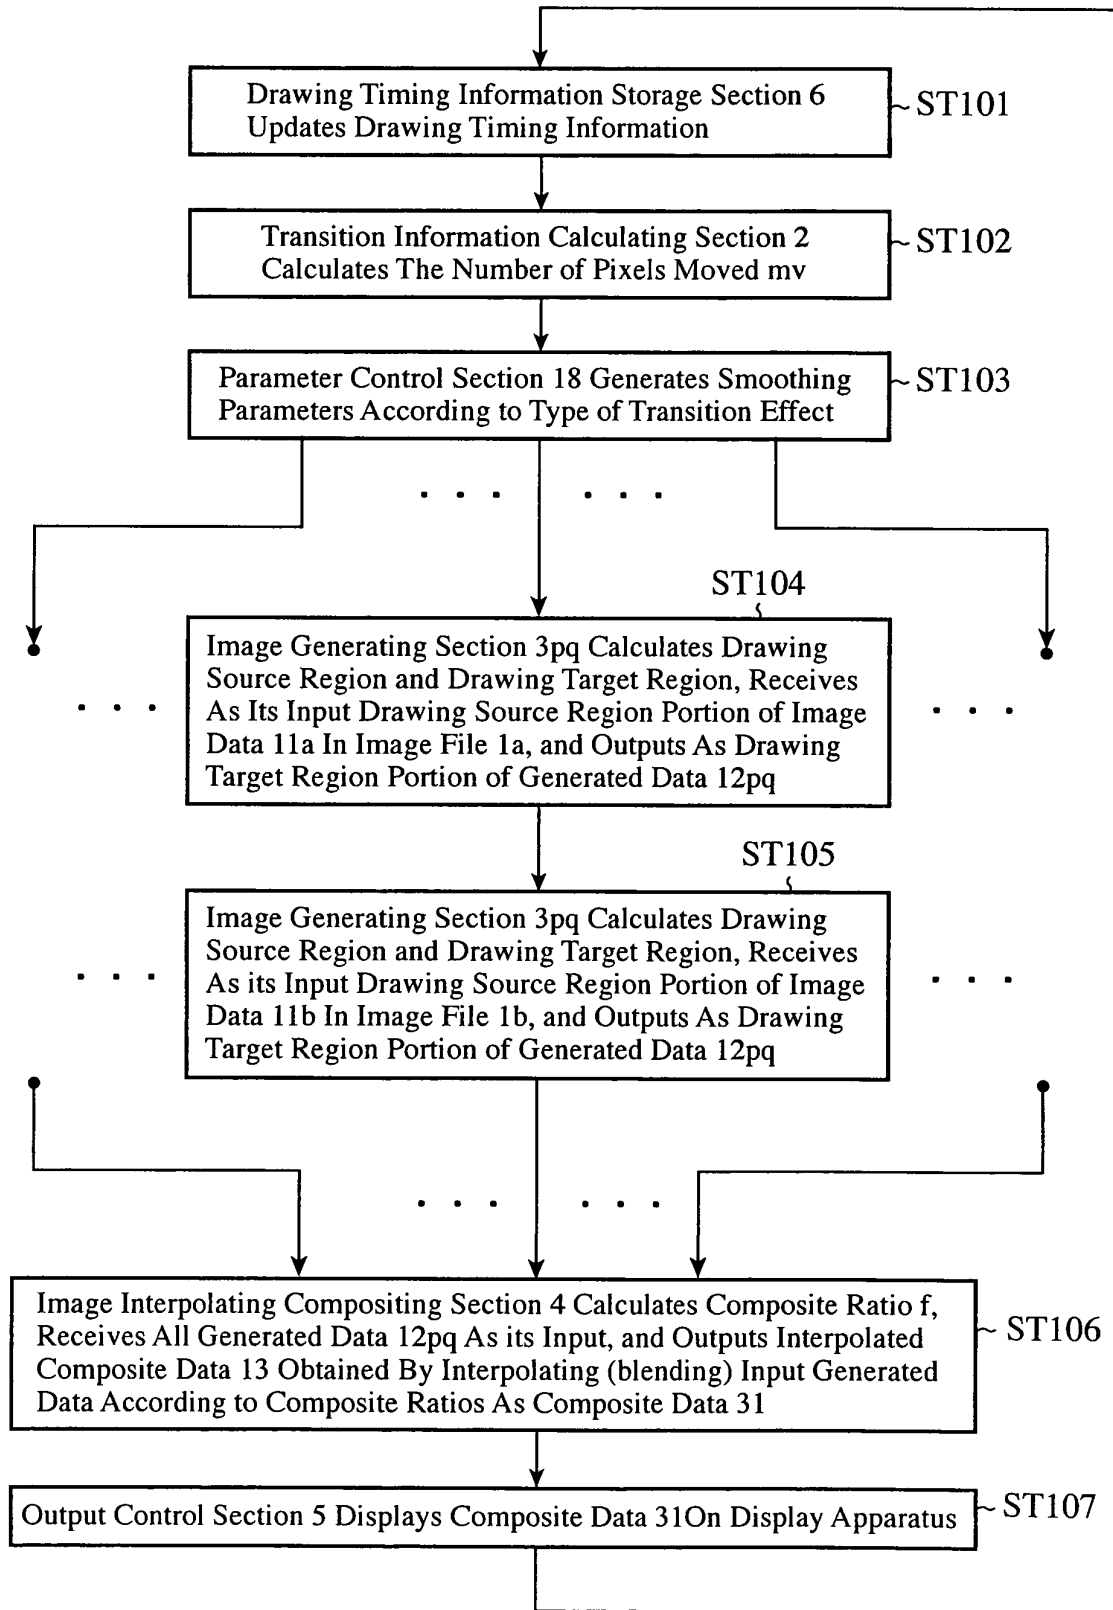 Drawing Timing Information Storage Section 6
Updates Drawing Timing Information
ST101
Transition Information Calculating Section 2
Calculates The Number of Pixels Moved mv
ST102
Parameter Control Section 18 Generates Smoothing
Parameters According to Type of Transition Effect
ST103
ST104
Image Generating Section 3pq Calculates Drawing
Source Region and Drawing Target Region, Receives
As Its Input Drawing Source Region Portion of Image
Data 11a In Image File 1a, and Outputs As Drawing
Target Region Portion of Generated Data 12pq
ST105
Image Generating Section 3pq Calculates Drawing
Source Region and Drawing Target Region, Receives
As its Input Drawing Source Region Portion of Image
Data 11b In Image File 1b, and Outputs As Drawing
Target Region Portion of Generated Data 12pq
Image Interpolating Compositing Section 4 Calculates Composite Ratio f,
Receives All Generated Data 12pq As its Input, and Outputs Interpolated
Composite Data 13 Obtained By Interpolating (blending) Input Generated
Data According to Composite Ratios As Composite Data 31
ST106
Output Control Section 5 Displays Composite Data 31On Display Apparatus
ST107